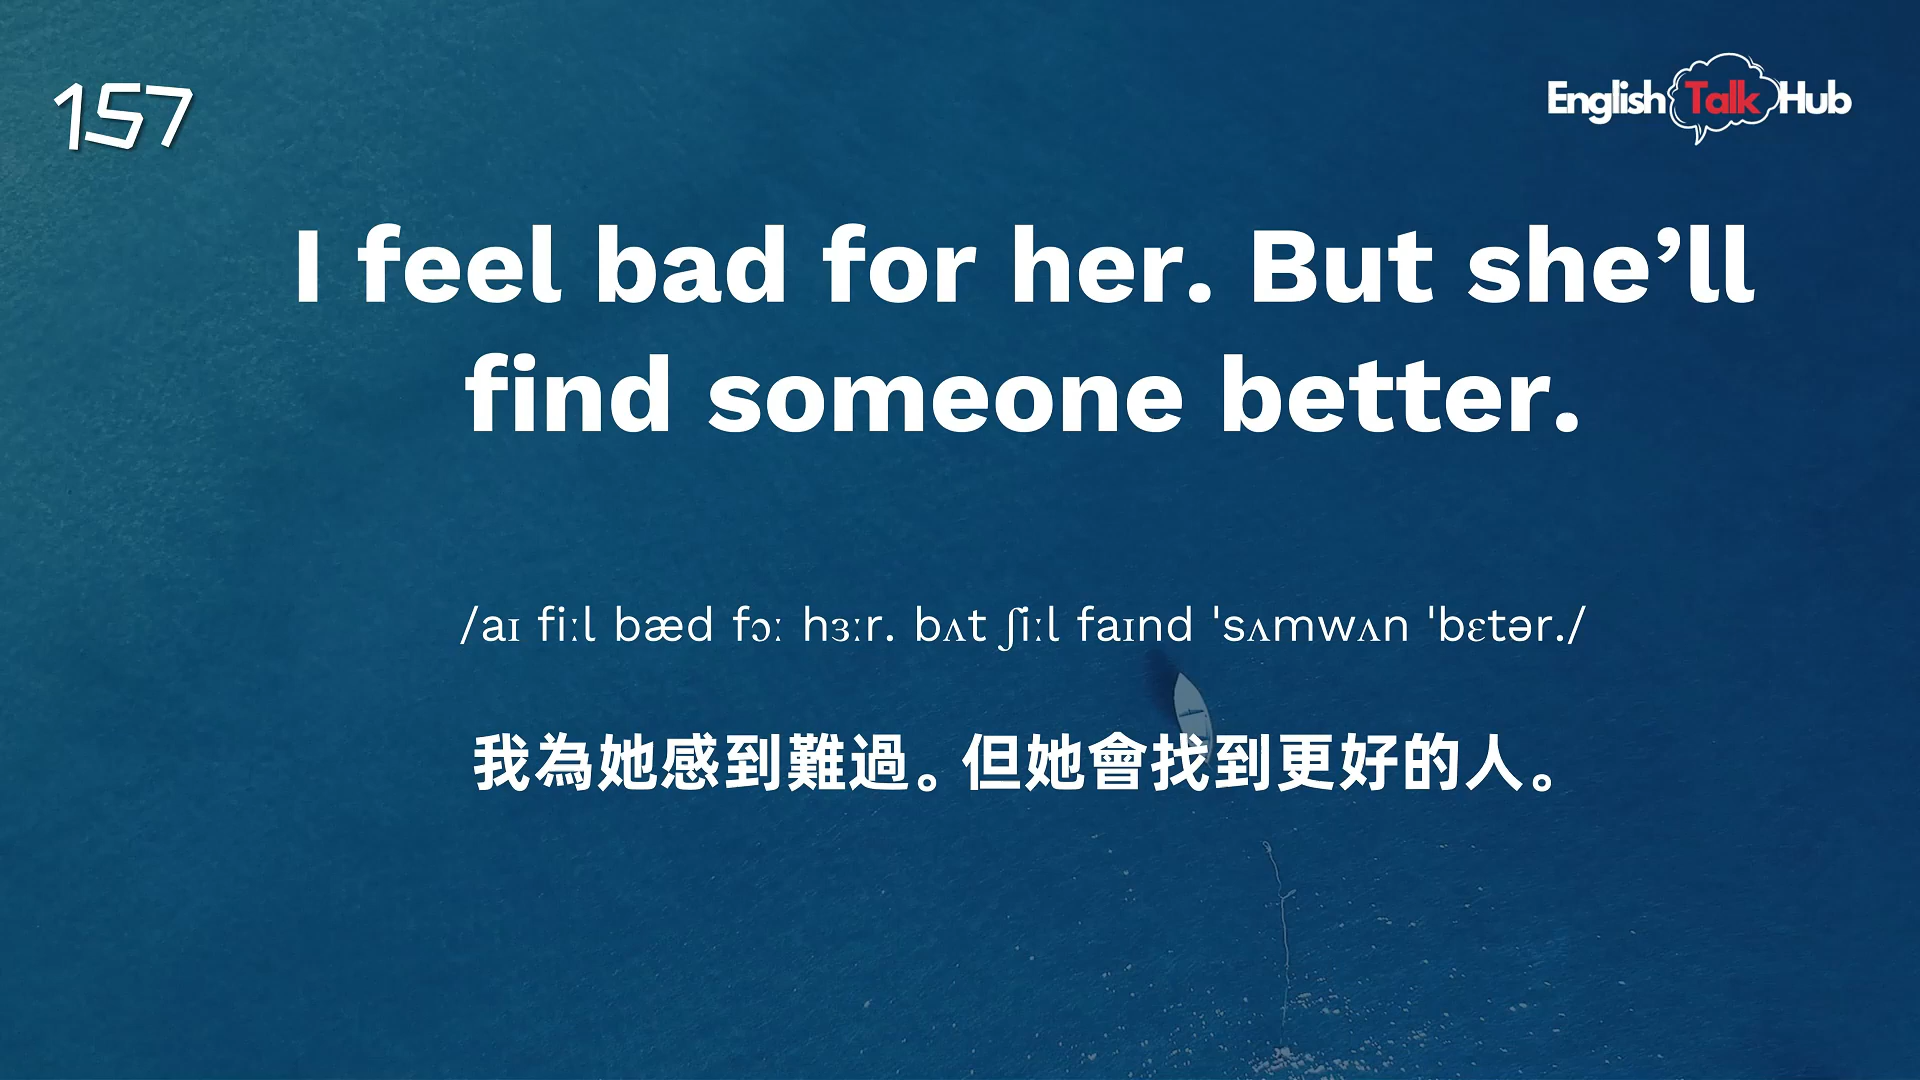 157
English Talk Hub
I feel bad for her. But she’ll
find someone better.
/aɪ fiːl bæd fɔː hɜːr. bʌt ʃiːl faɪnd ˈsʌmwʌn ˈbɛtər./
我為她感到難過。但她會找到更好的人。